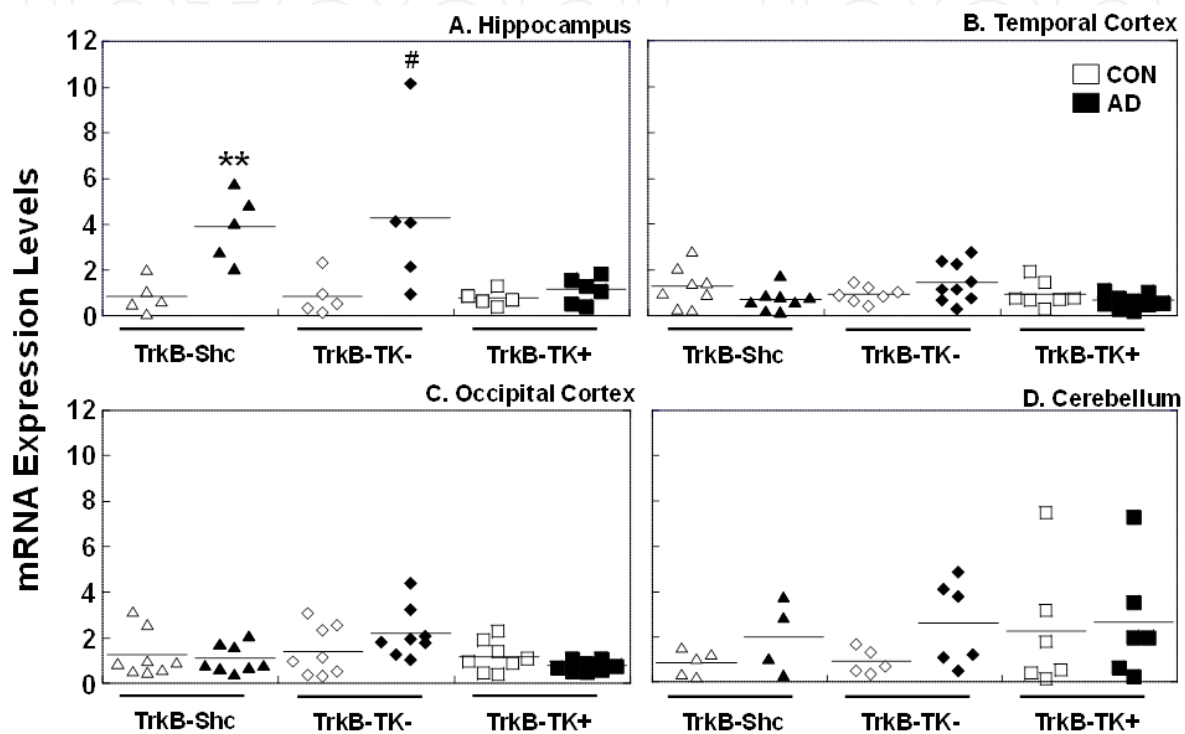 A. Hippocampus
B. Temporal Cortex
12
10
8
6
4
2
0
**
#
CON
AD
TrkB-Shc
TrkB-TK-
TrkB-TK+
TrkB-Shc
TrkB-TK-
TrkB-TK+
mRNA Expression Levels
C. Occipital Cortex
D. Cerebellum
12
10
8
6
4
2
0
TrkB-Shc
TrkB-TK-
TrkB-TK+
TrkB-Shc
TrkB-TK-
TrkB-TK+